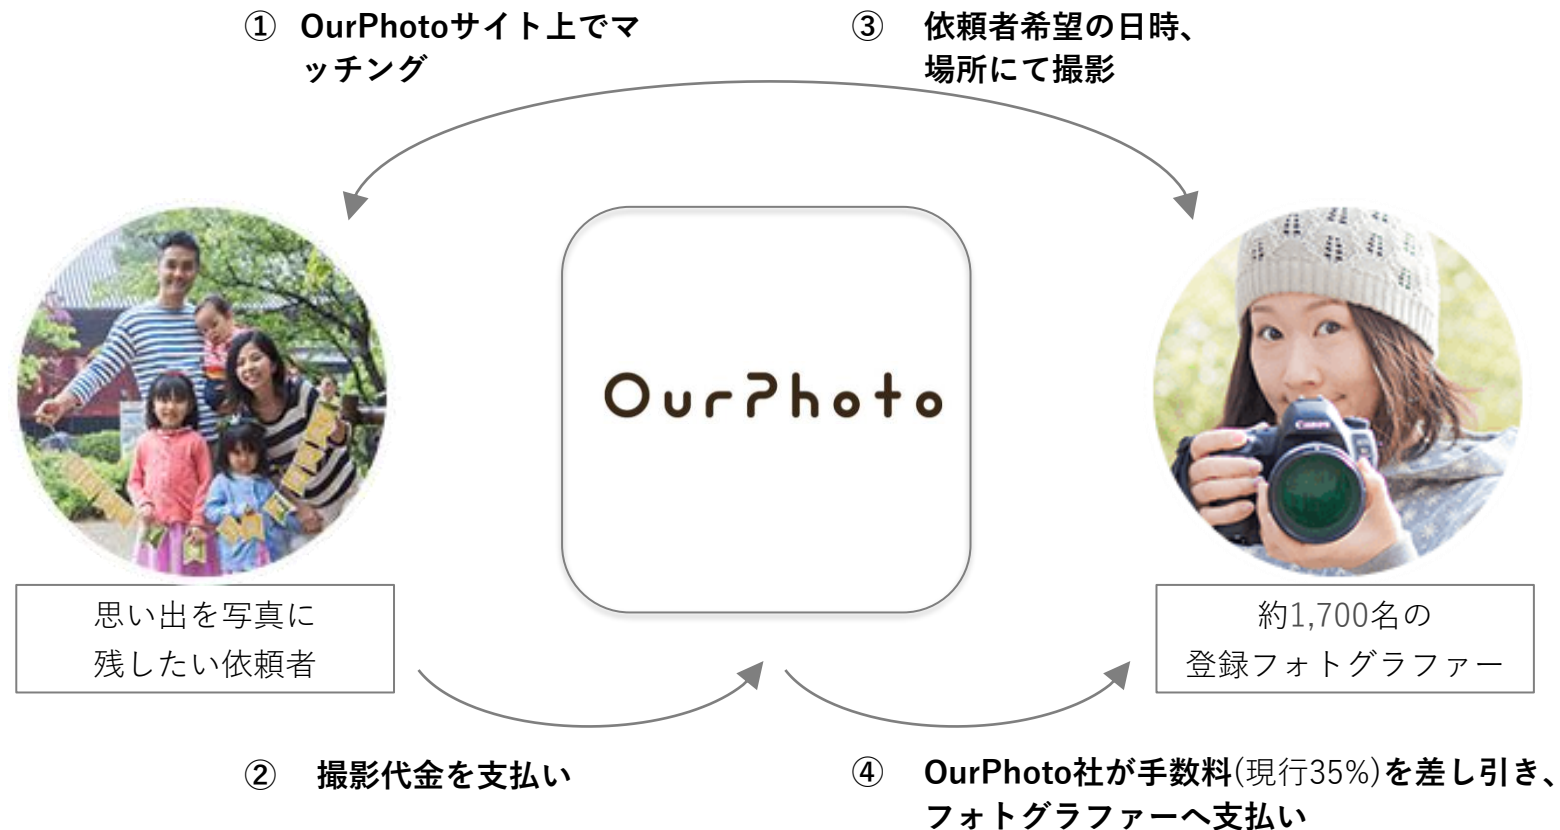 ① OurPhotoサイト上でマ
ッチング
③ 依頼者希望の日時、
場所にて撮影
OurPhoto
Canon
思い出を写真に
残したい依頼者
約1,700名の
登録フォトグラファー
② 撮影代金を支払い
④ OurPhoto社が手数料(現行35%)を差し引き、
フォトグラファーへ支払い